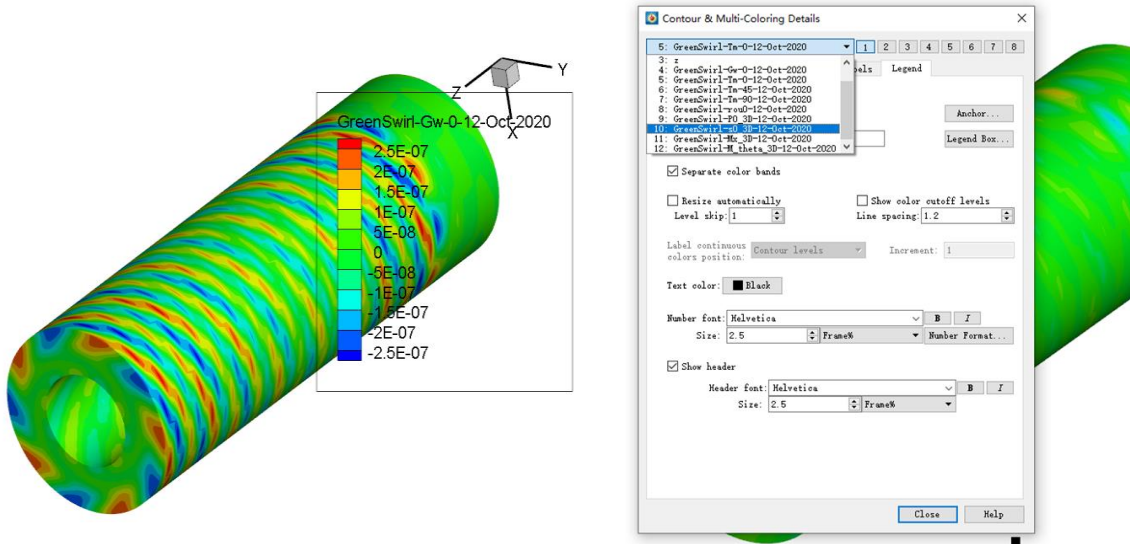 Y
Z
X
GreenSwirl-Gw-0-12-Oct-2020
2.5E-07
2E-07
1.5E-07
1E-07
5E-08
0
-5E-08
-1E-07
-1.5E-07
-2E-07
-2.5E-07
Contour & Multi-Coloring Details
5: GreenSwirl-Tm-0-12-Oct-2020 1 2 3 4 5 6 7 8
3: z
4: GreenSwirl-Gw-0-12-Oct-2020
5: GreenSwirl-Tm-0-12-Oct-2020
6: GreenSwirl-Tm-45-12-Oct-2020
7: GreenSwirl-Tm-90-12-Oct-2020
8: GreenSwirl-rou0-12-Oct-2020
9: GreenSwirl-P0_3D-12-Oct-2020
10: GreenSwirl-s0_3D-12-Oct-2020
11: GreenSwirl-Mx_3D-12-Oct-2020
12: GreenSwirl-M_theta_3D-12-Oct-2020
bels Legend
Anchor...
Legend Box...
Separate color bands
Resize automatically Show color cutoff levels
Level skip: 1 Line spacing: 1.2
Label continuous
colors position: Contour levels Increment: 1
Text color: Black
Number font: Helvetica B I
Size: 2.5 Frame% Number Format...
Show header
Header font: Helvetica B I
Size: 2.5 Frame%
Close Help